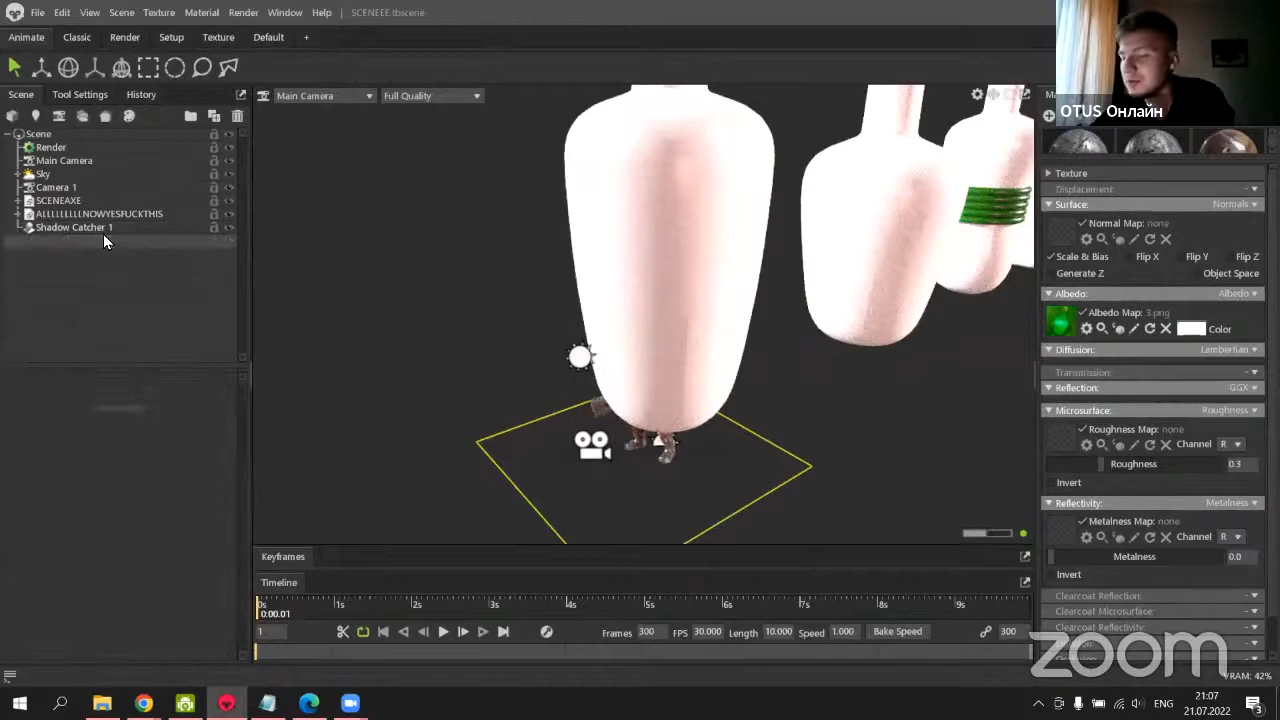 File Edit View Scene Texture Material Render Window Help SCENEEE.tbscene
Animate Classic Render Setup Texture Default +
Scene Tool Settings History
Main Camera Full Quality
OTUS Онлайн
Scene
Render
Main Camera
Sky
Camera 1
SCENEAXE
ALLLLLLLLLNOWYESFUCKTHIS
Shadow Catcher 1
Texture
Displacement:
Surface: Normals
Normal Map: none
Scale & Bias Flip X Flip Y Flip Z
Generate Z Object Space
Albedo: Albedo
Albedo Map: 3.png
Color
Diffusion: Lambertian
Transmission:
Reflection: GGX
Microsurface: Roughness
Roughness Map: none
Channel R
Roughness 0.3
Invert
Reflectivity: Metalness
Metalness Map: none
Channel R
Metalness 0.0
Invert
Clearcoat Reflection:
Clearcoat Microsurface:
Clearcoat Reflectivity:
Keyframes
Timeline
0s 1s 2s 3s 4s 5s 6s 7s 8s 9s
0:00.01
1 Frames 300 FPS 30.000 Length 10.000 Speed 1.000 Bake Speed 300
zoom
VRAM: 42%
ENG 21:07
21.07.2022
3